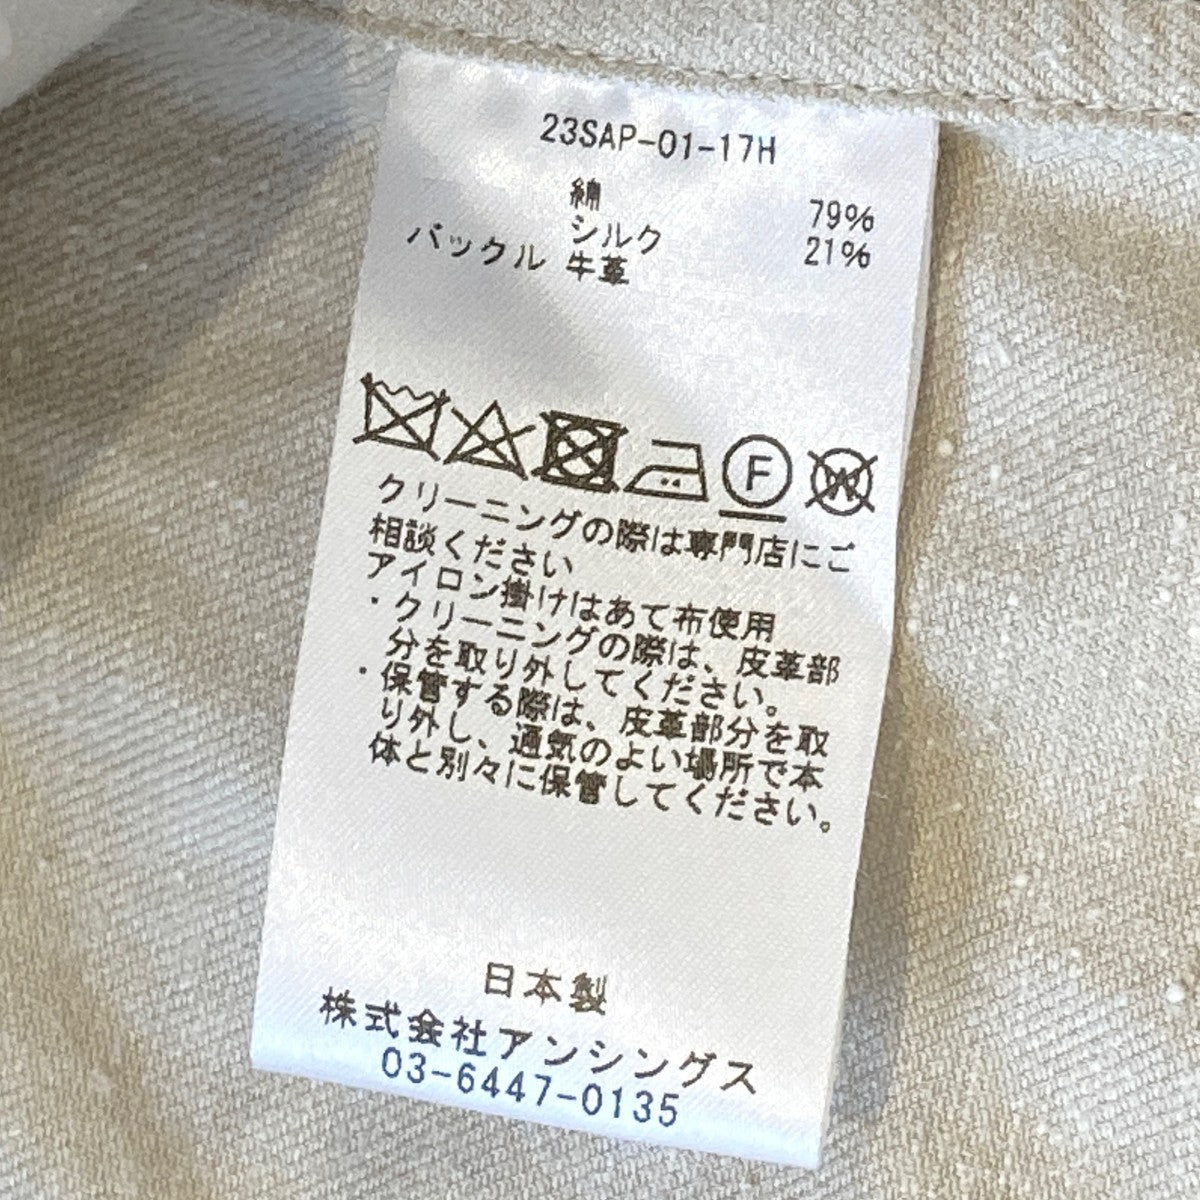 23SAP-01-17H
綿 79%
シルク 21%
バックル 牛革
F W
クリーニングの際は専門店にご
相談ください
アイロン掛けはあて布使用
・クリーニングの際は、皮革部
分を取り外してください。
・保管する際は、皮革部分を取
り外し、通気のよい場所で本
体と別々に保管してください。
日本製
株式会社アンシングス
03-6447-0135